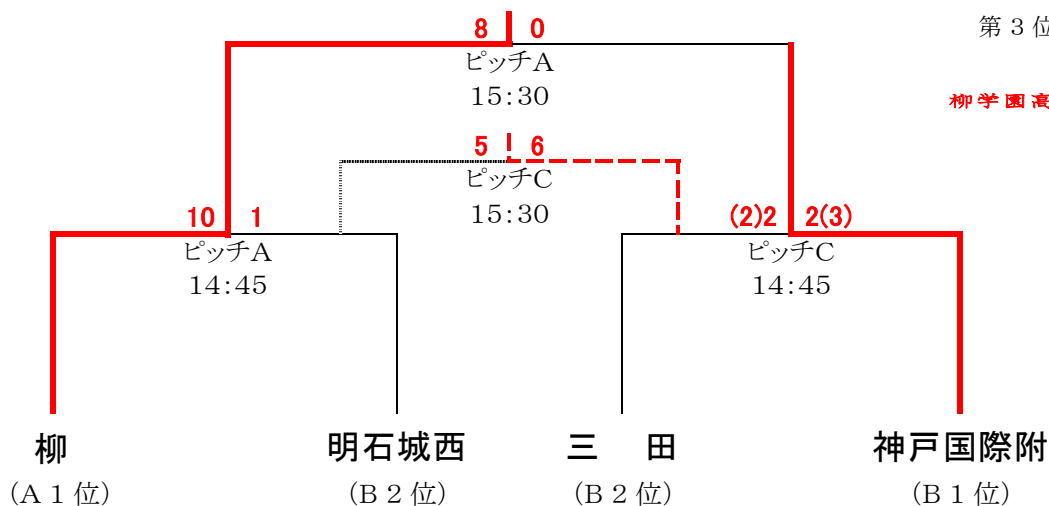 8 0
第３位
ピッチA
15:30
柳学園高
5 6
ピッチC
15:30
10 1
(2)2 2(3)
ピッチA
ピッチC
14:45
14:45
柳 明石城西 三 田 神戸国際附
(A１位) (B２位) (B２位) (B１位)